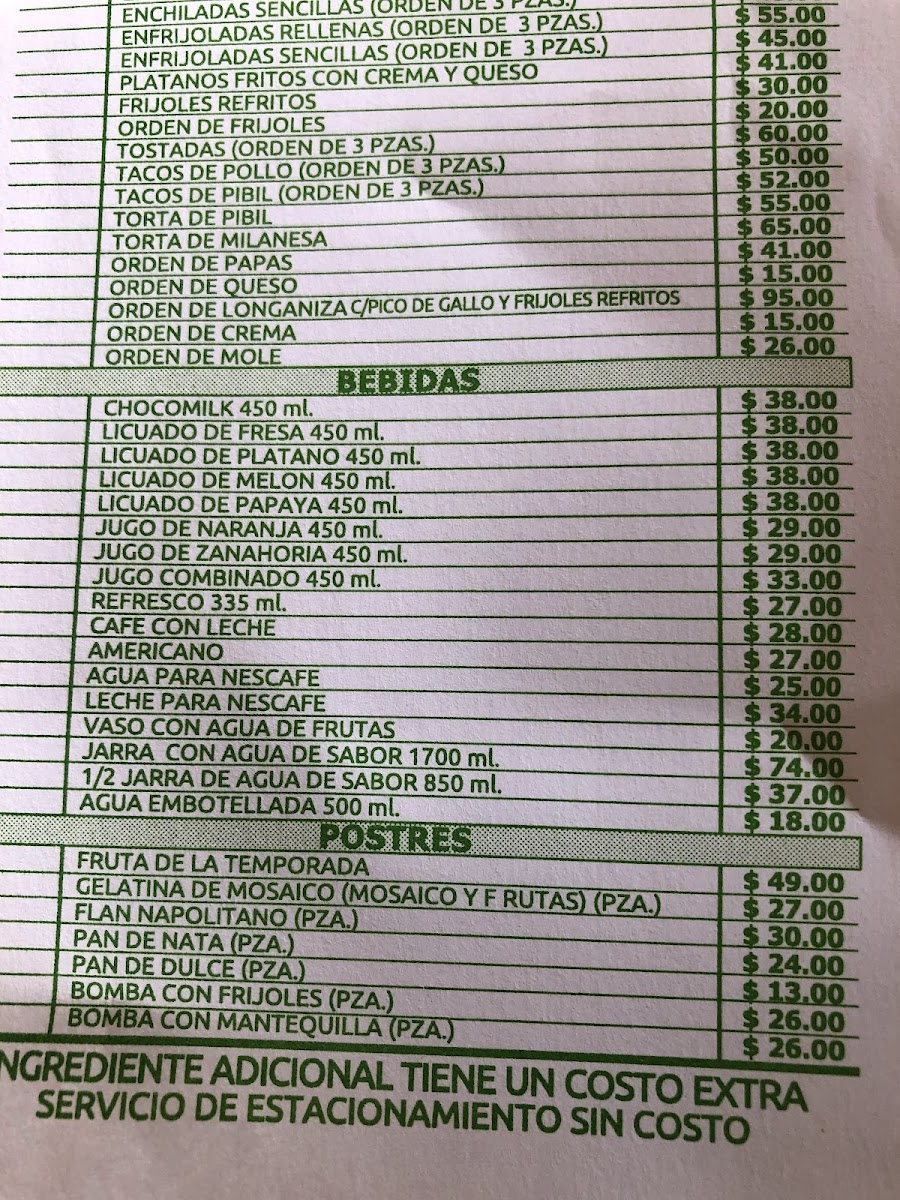 ENCHILADAS SENCILLAS (ORDEN DE 3 PZAS.)
ENFRIJOLADAS RELLENAS (ORDEN DE 3 PZAS.) $ 55.00
ENFRIJOLADAS SENCILLAS (ORDEN DE 3 PZAS.) $ 45.00
PLATANOS FRITOS CON CREMA Y QUESO $ 41.00
FRIJOLES REFRITOS $ 30.00
ORDEN DE FRIJOLES $ 20.00
TOSTADAS (ORDEN DE 3 PZAS.) $ 60.00
TACOS DE POLLO (ORDEN DE 3 PZAS.) $ 50.00
TACOS DE PIBIL (ORDEN DE 3 PZAS.) $ 52.00
TORTA DE PIBIL $ 55.00
TORTA DE MILANESA $ 65.00
ORDEN DE PAPAS $ 41.00
ORDEN DE QUESO $ 15.00
ORDEN DE LONGANIZA C/PICO DE GALLO Y FRIJOLES REFRITOS $ 95.00
ORDEN DE CREMA $ 15.00
ORDEN DE MOLE $ 26.00
BEBIDAS
CHOCOMILK 450 ml. $ 38.00
LICUADO DE FRESA 450 ml. $ 38.00
LICUADO DE PLATANO 450 ml. $ 38.00
LICUADO DE MELON 450 ml. $ 38.00
LICUADO DE PAPAYA 450 ml. $ 38.00
JUGO DE NARANJA 450 ml. $ 29.00
JUGO DE ZANAHORIA 450 ml. $ 29.00
JUGO COMBINADO 450 ml. $ 33.00
REFRESCO 335 ml. $ 27.00
CAFE CON LECHE $ 28.00
AMERICANO $ 27.00
AGUA PARA NESCAFE $ 25.00
LECHE PARA NESCAFE $ 34.00
VASO CON AGUA DE FRUTAS $ 20.00
JARRA CON AGUA DE SABOR 1700 ml. $ 74.00
1/2 JARRA DE AGUA DE SABOR 850 ml. $ 37.00
AGUA EMBOTELLADA 500 ml. $ 18.00
POSTRES
FRUTA DE LA TEMPORADA $ 49.00
GELATINA DE MOSAICO (MOSAICO Y F RUTAS) (PZA.) $ 27.00
FLAN NAPOLITANO (PZA.) $ 30.00
PAN DE NATA (PZA.) $ 24.00
PAN DE DULCE (PZA.) $ 13.00
BOMBA CON FRIJOLES (PZA.) $ 26.00
BOMBA CON MANTEQUILLA (PZA.) $ 26.00
NGREDIENTE ADICIONAL TIENE UN COSTO EXTRA
SERVICIO DE ESTACIONAMIENTO SIN COSTO